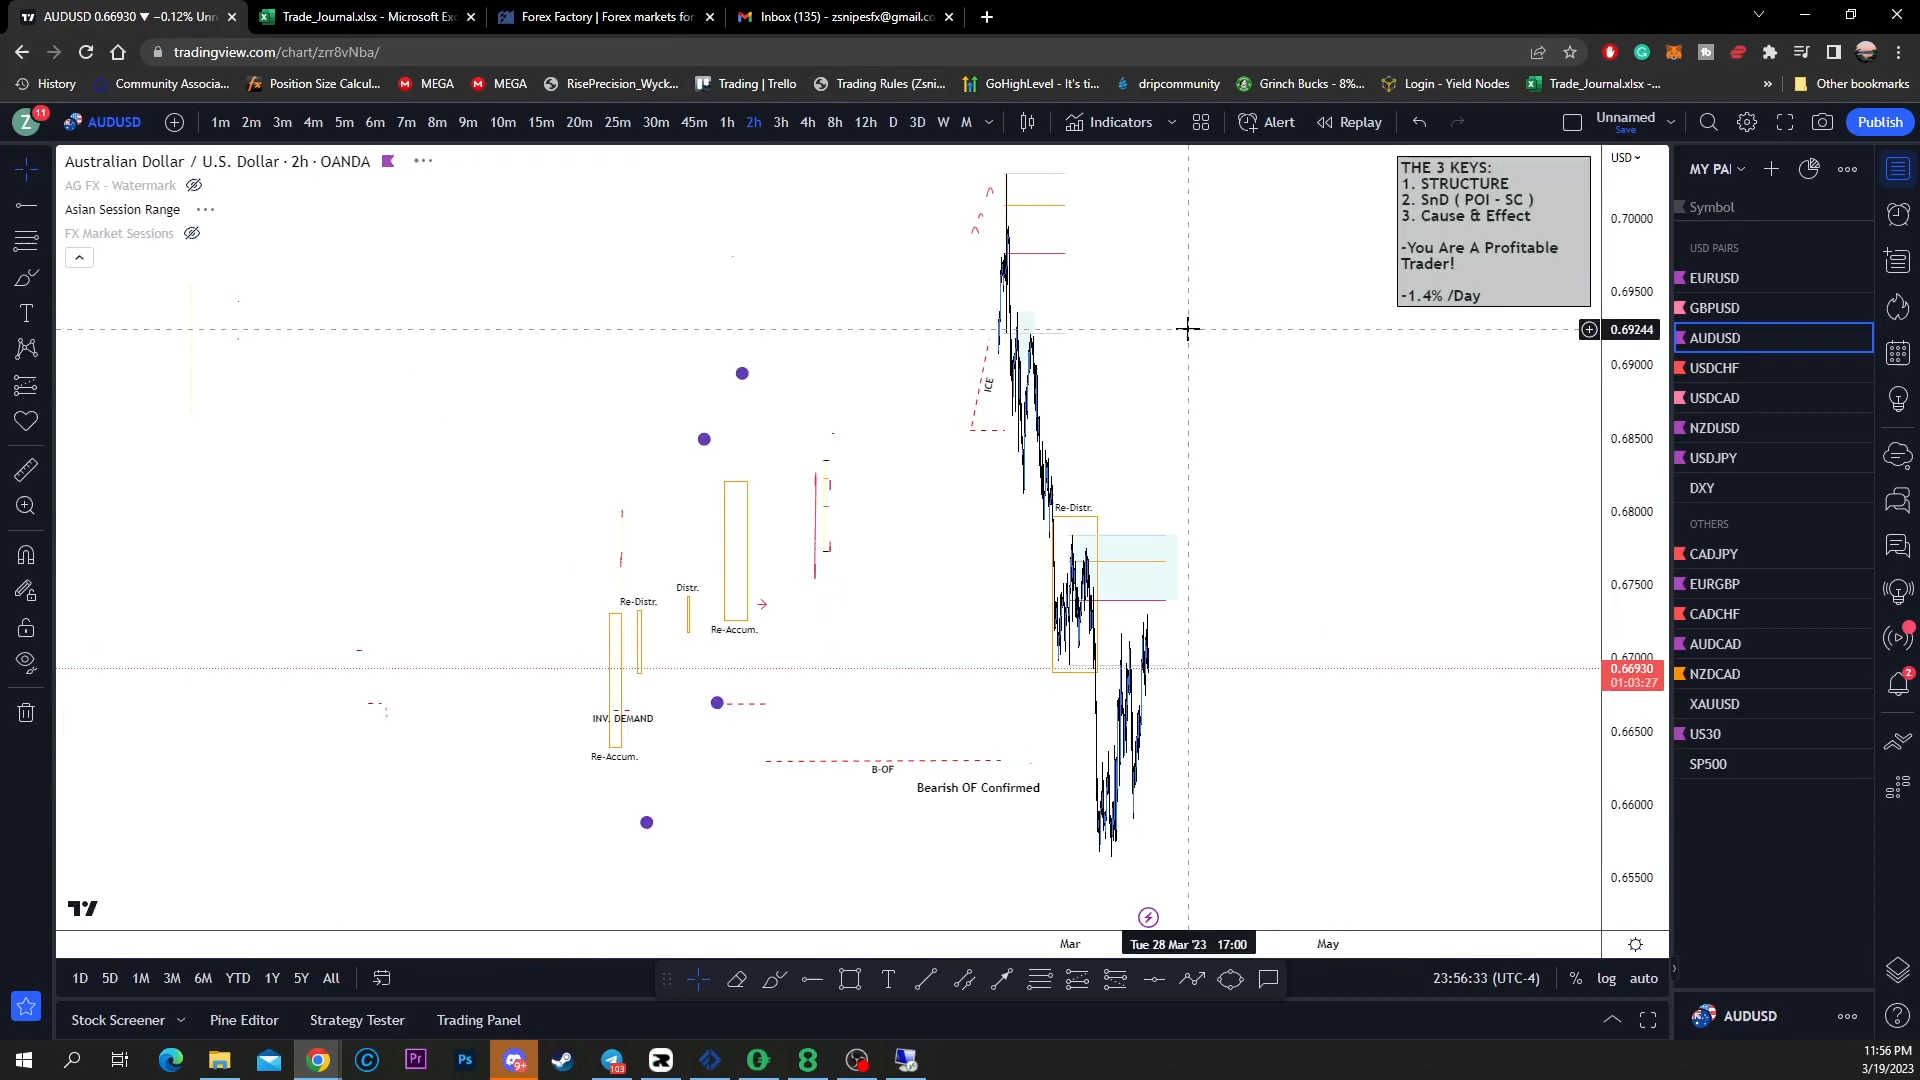 AUDUSD 0.66930 ▼ −0.12% Unn
Trade_Journal.xlsx - Microsoft Exc
Forex Factory | Forex markets for
Inbox (135) - zsnipesfx@gmail.co
tradingview.com/chart/zrr8vNba/
History
Community Associa...
Position Size Calcul...
MEGA
MEGA
RisePrecision_Wyck...
Trading | Trello
Trading Rules (Zsni...
GoHighLevel - It's ti...
dripcommunity
Grinch Bucks - 8%...
Login - Yield Nodes
Trade_Journal.xlsx -...
»
Other bookmarks
Z
11
AUDUSD
1m 2m 3m 4m 5m 6m 7m 8m 9m 10m 15m 20m 25m 30m 45m 1h 2h 3h 4h 8h 12h D 3D W M
Indicators
Alert
Replay
Unnamed
Save
Publish
Australian Dollar / U.S. Dollar · 2h · OANDA
AG FX - Watermark
Asian Session Range
FX Market Sessions
THE 3 KEYS:
1. STRUCTURE
2. SnD ( POI - SC )
3. Cause & Effect
-You Are A Profitable
Trader!
-1.4% /Day
USD
0.70000
0.69500
0.69244
0.69000
0.68500
0.68000
0.67500
0.67000
0.66930
01:03:27
0.66500
0.66000
0.65500
ICE
Re-Distr.
Distr.
Re-Distr.
Re-Accum.
INV. DEMAND
Re-Accum.
B-OF
Bearish OF Confirmed
Mar
Tue 28 Mar '23 17:00
May
MY PAI
Symbol
USD PAIRS
EURUSD
GBPUSD
AUDUSD
USDCHF
USDCAD
NZDUSD
USDJPY
DXY
OTHERS
CADJPY
EURGBP
CADCHF
AUDCAD
NZDCAD
XAUUSD
US30
SP500
2
1D 5D 1M 3M 6M YTD 1Y 5Y All
23:56:33 (UTC-4)
% log auto
Stock Screener
Pine Editor
Strategy Tester
Trading Panel
AUDUSD
Pr
Ps
9+
103
11:56 PM
3/19/2023